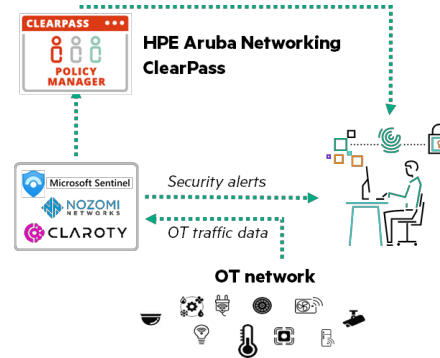 CLEARPASS
POLICY
MANAGER
HPE Aruba Networking
ClearPass
Microsoft Sentinel
NOZOMI
NETWORKS
CLAROTY
Security alerts
OT traffic data
OT network